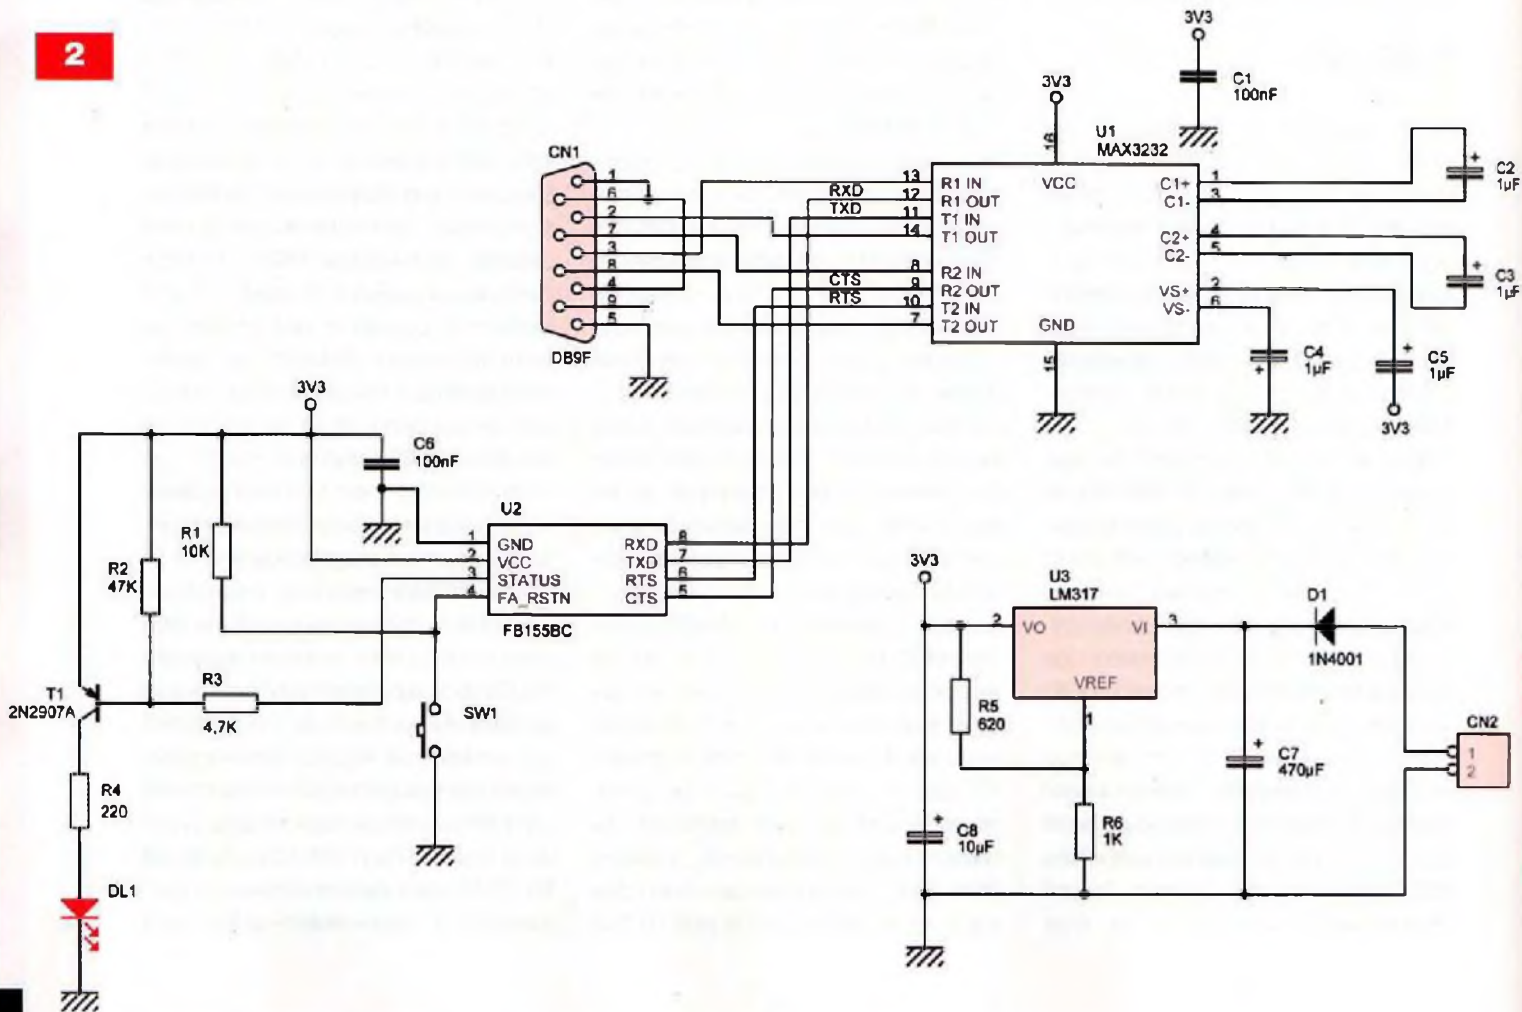 2
3V3
C1
100nF
3V3
16
U1
MAX3232
VCC
CN1
1
6
2
7
3
8
4
9
5
DB9F
RXD
TXD
CTS
RTS
13
12
11
14
8
9
10
7
R1 IN
R1 OUT
T1 IN
T1 OUT
R2 IN
R2 OUT
T2 IN
T2 OUT
GND
15
C1+
C1-
C2+
C2-
VS+
VS-
1
3
4
5
2
6
C2
1µF
C3
1µF
C4
1µF
C5
1µF
3V3
3V3
C6
100nF
R1
10K
R2
47K
U2
1
2
3
4
GND
VCC
STATUS
FA_RSTN
RXD
TXD
RTS
CTS
8
7
6
5
FB155BC
T1
2N2907A
R3
4,7K
SW1
R4
220
DL1
3V3
U3
LM317
2
VO
VI
3
VREF
1
D1
1N4001
R5
620
C7
470µF
CN2
1
2
C8
10µF
R6
1K